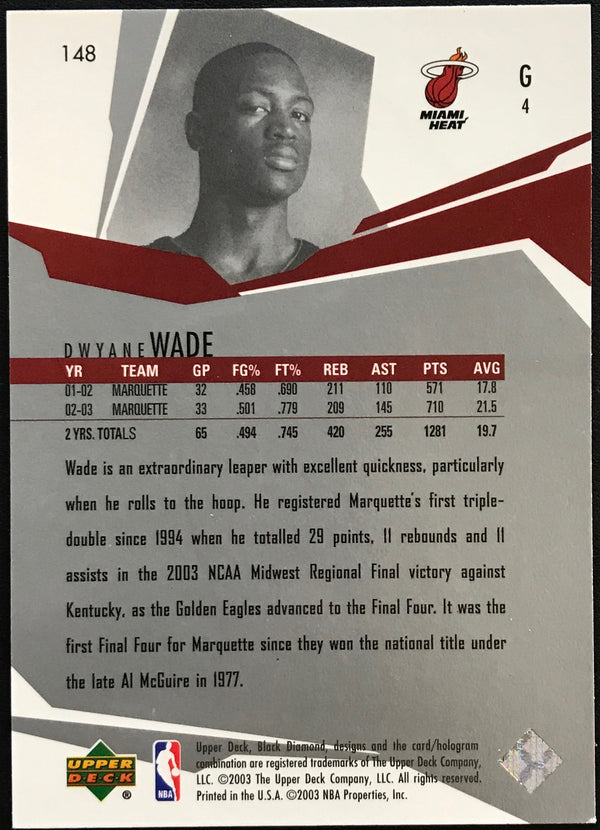 148
MIAMI
HEAT
G
4
DWYANE WADE
YR TEAM GP FG% FT% REB AST PTS AVG
01-02 MARQUETTE 32 .458 .690 211 110 571 17.8
02-03 MARQUETTE 33 .501 .779 209 145 710 21.5
2 YRS. TOTALS 65 .494 .745 420 255 1281 19.7
Wade is an extraordinary leaper with excellent quickness, particularly
when he rolls to the hoop. He registered Marquette's first triple-
double since 1994 when he totalled 29 points, 11 rebounds and 11
assists in the 2003 NCAA Midwest Regional Final victory against
Kentucky, as the Golden Eagles advanced to the Final Four. It was the
first Final Four for Marquette since they won the national title under
the late Al McGuire in 1977.
UPPER
DECK
®
NBA
Upper Deck, Black Diamond, designs and the card/hologram
combination are registered trademarks of The Upper Deck Company,
LLC. ©2003 The Upper Deck Company, LLC. All rights reserved.
Printed in the U.S.A. ©2003 NBA Properties, Inc.